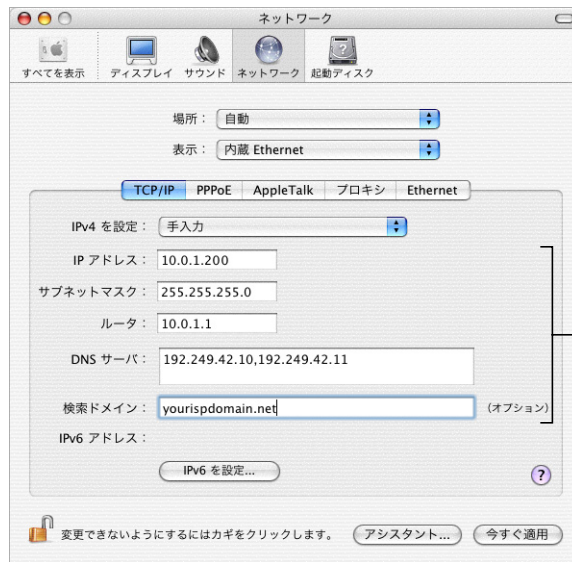 ネットワーク
すべてを表示 ディスプレイ サウンド ネットワーク 起動ディスク
場所： 自動
表示： 内蔵 Ethernet
TCP/IP PPPoE AppleTalk プロキシ Ethernet
IPv4 を設定： 手入力
IP アドレス： 10.0.1.200
サブネットマスク： 255.255.255.0
ルータ： 10.0.1.1
DNS サーバ： 192.249.42.10,192.249.42.11
検索ドメイン： yourispdomain.net (オプション)
IPv6 アドレス：
IPv6 を設定...
?
変更できないようにするにはカギをクリックします。 アシスタント... 今すぐ適用